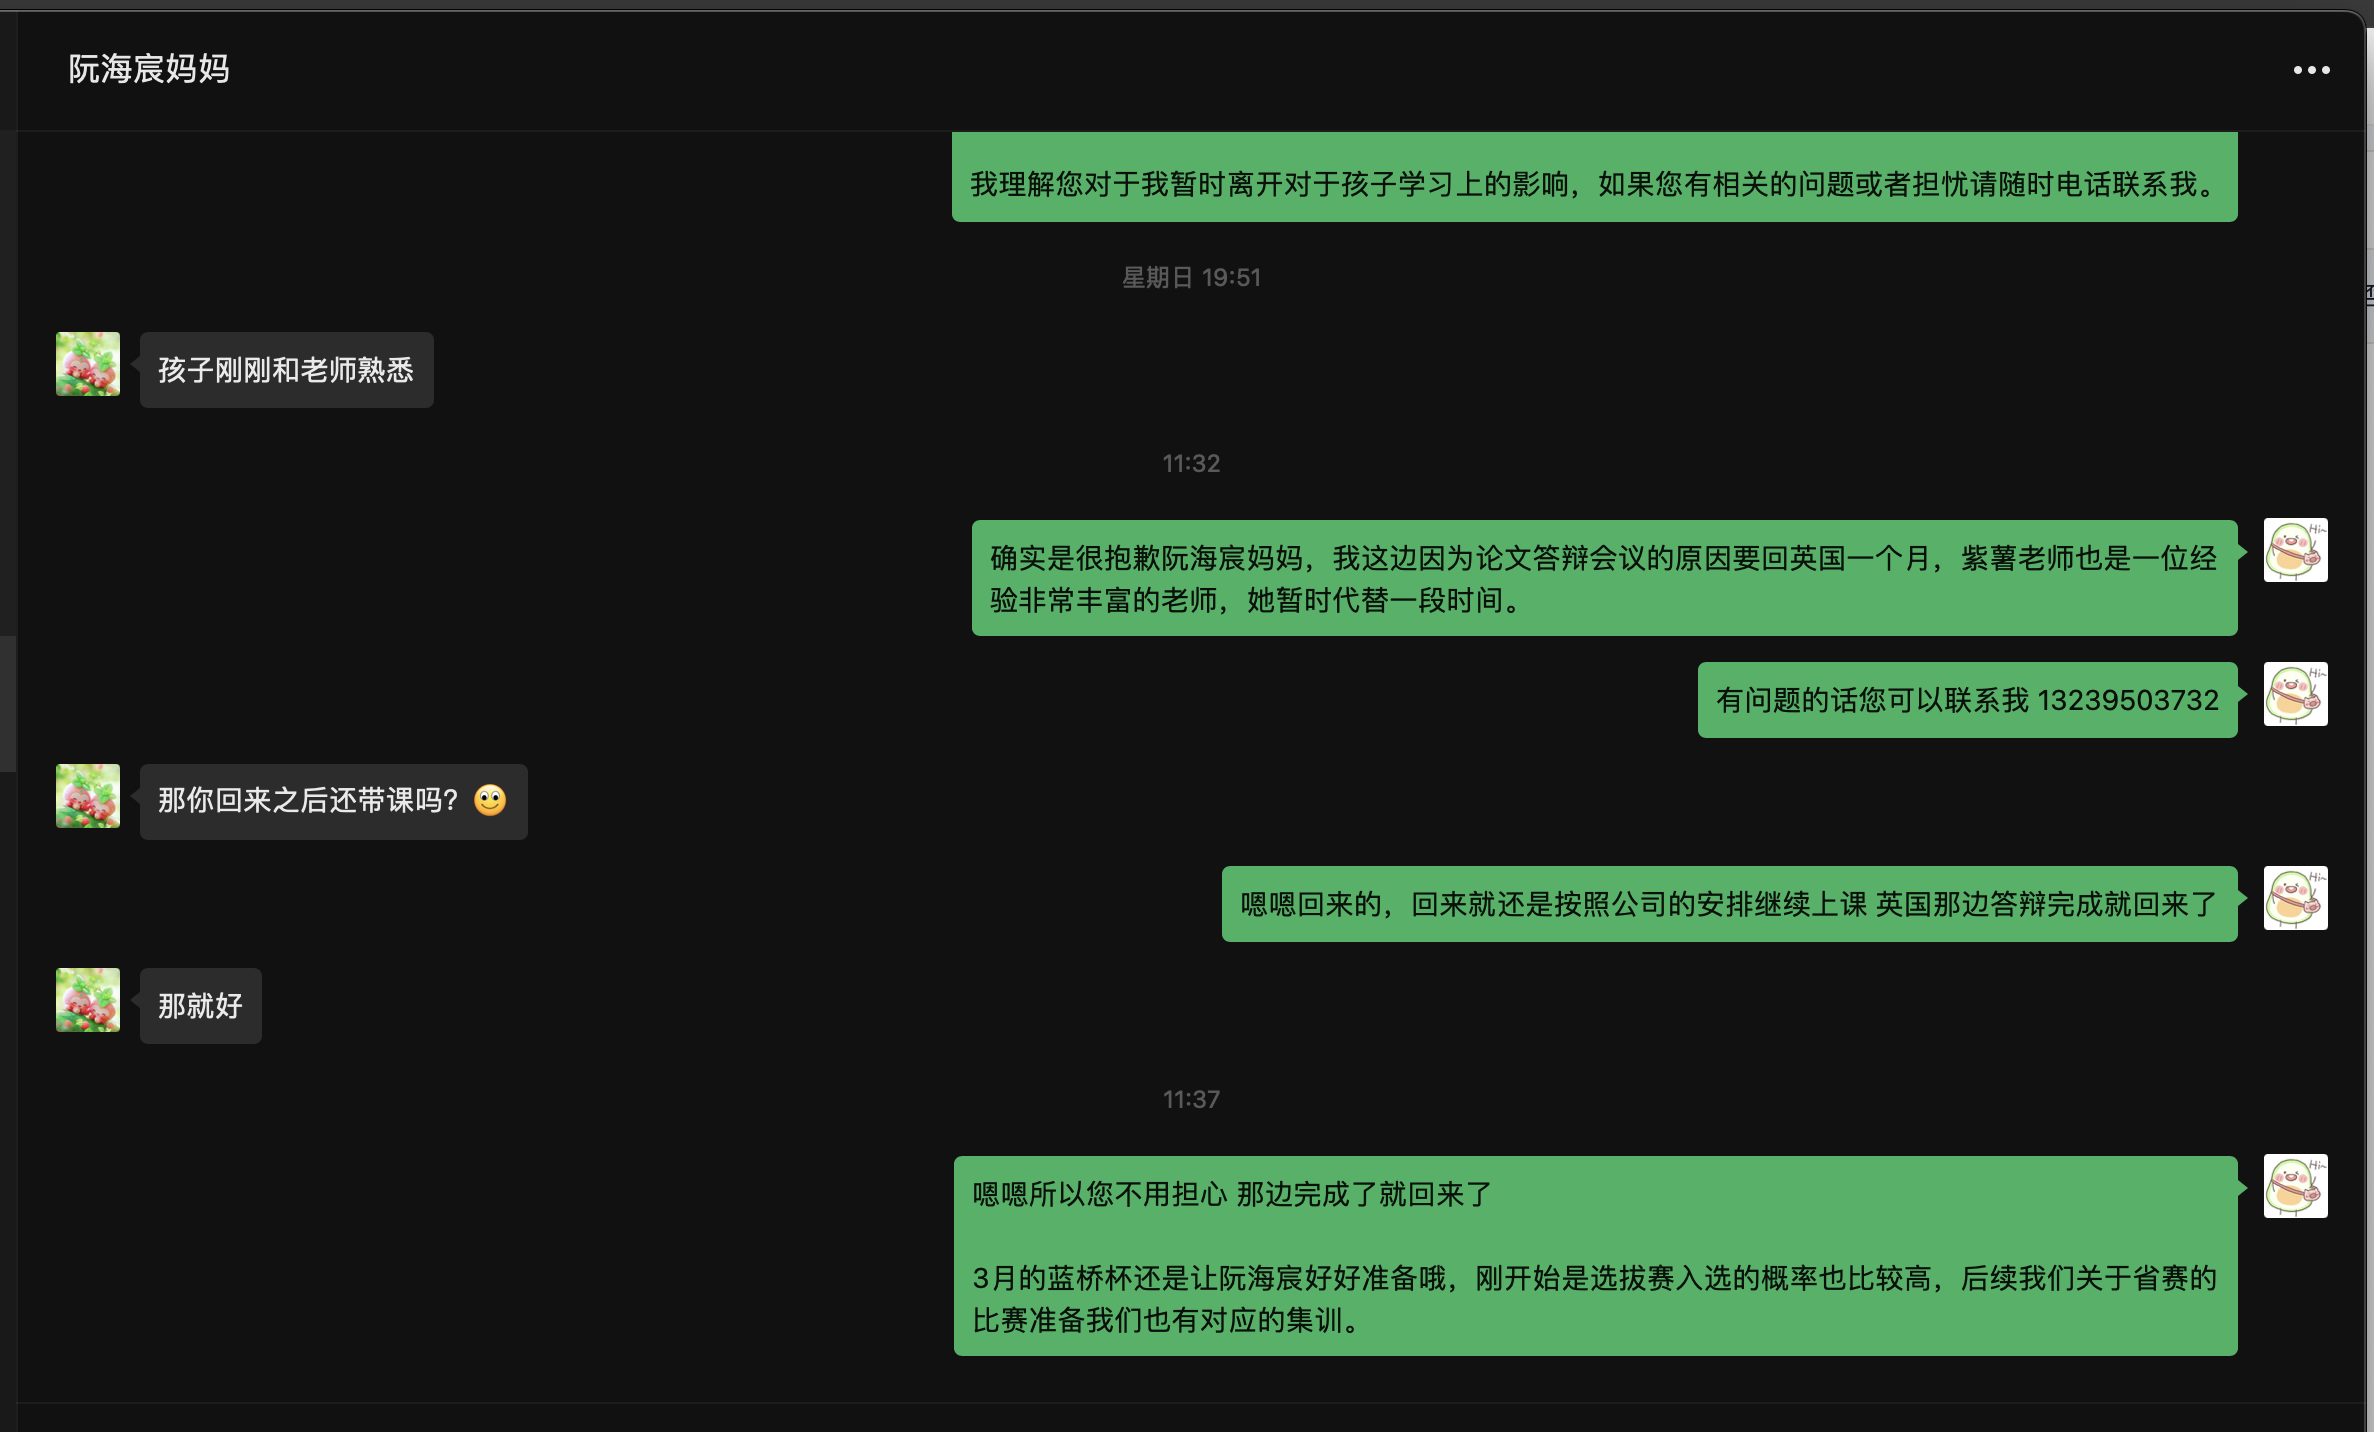 阮海宸妈妈
我理解您对于我暂时离开对于孩子学习上的影响，如果您有相关的问题或者担忧请随时电话联系我。
星期日 19:51
孩子刚刚和老师熟悉
11:32
确实是很抱歉阮海宸妈妈，我这边因为论文答辩会议的原因要回英国一个月，紫薯老师也是一位经
验非常丰富的老师，她暂时代替一段时间。
有问题的话您可以联系我 13239503732
那你回来之后还带课吗？
嗯嗯回来的，回来就还是按照公司的安排继续上课 英国那边答辩完成就回来了
那就好
11:37
嗯嗯所以您不用担心 那边完成了就回来了
3月的蓝桥杯还是让阮海宸好好准备哦，刚开始是选拔赛入选的概率也比较高，后续我们关于省赛的
比赛准备我们也有对应的集训。